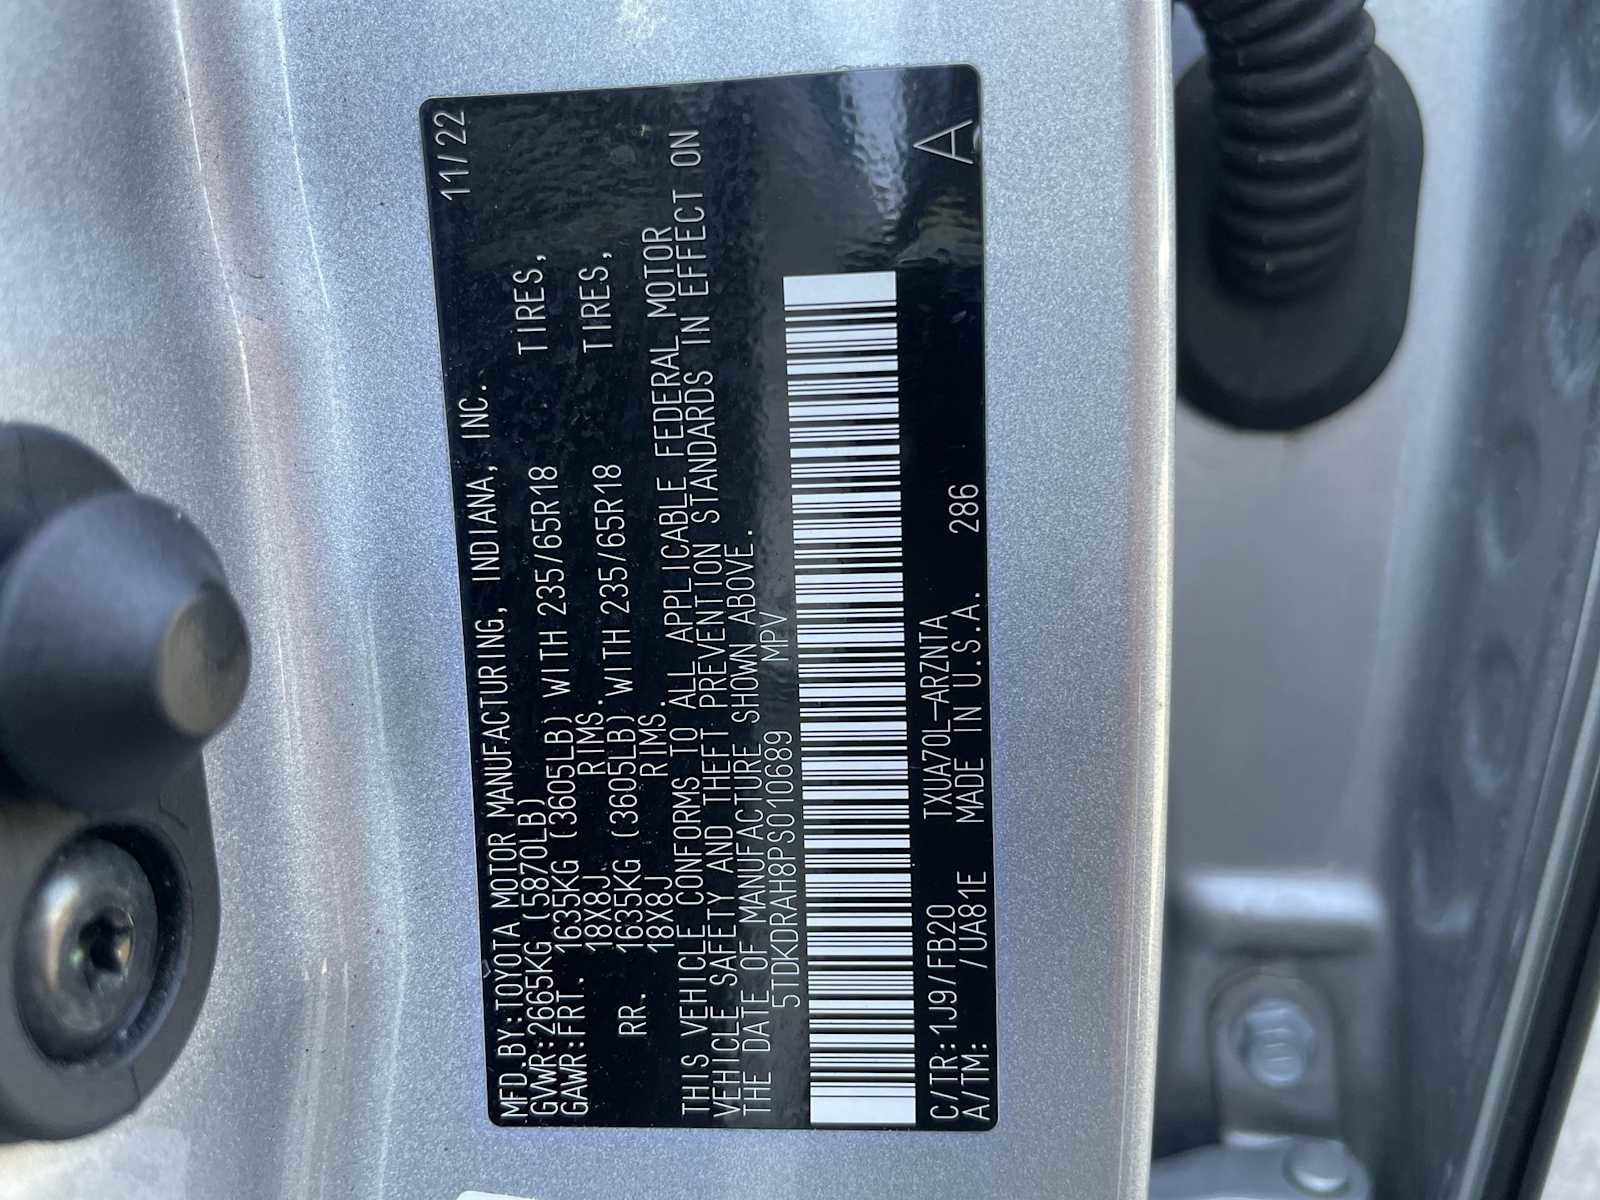 MFD.BY:TOYOTA MOTOR MANUFACTURING, INDIANA, INC. 11/22
GVWR:2665KG (5870LB)
GAWR:FRT. 1635KG (3605LB) WITH 235/65R18 TIRES,
18X8J RIMS.
RR. 1635KG (3605LB) WITH 235/65R18 TIRES,
18X8J RIMS.
THIS VEHICLE CONFORMS TO ALL APPLICABLE FEDERAL MOTOR
VEHICLE SAFETY AND THEFT PREVENTION STANDARDS IN EFFECT ON
THE DATE OF MANUFACTURE SHOWN ABOVE.
5TDKDRAH8PS010689 MPV
C/TR:1J9/FB20 TXUA70L-ARZNTA
A/TM: /UA81E MADE IN U.S.A. 286 A